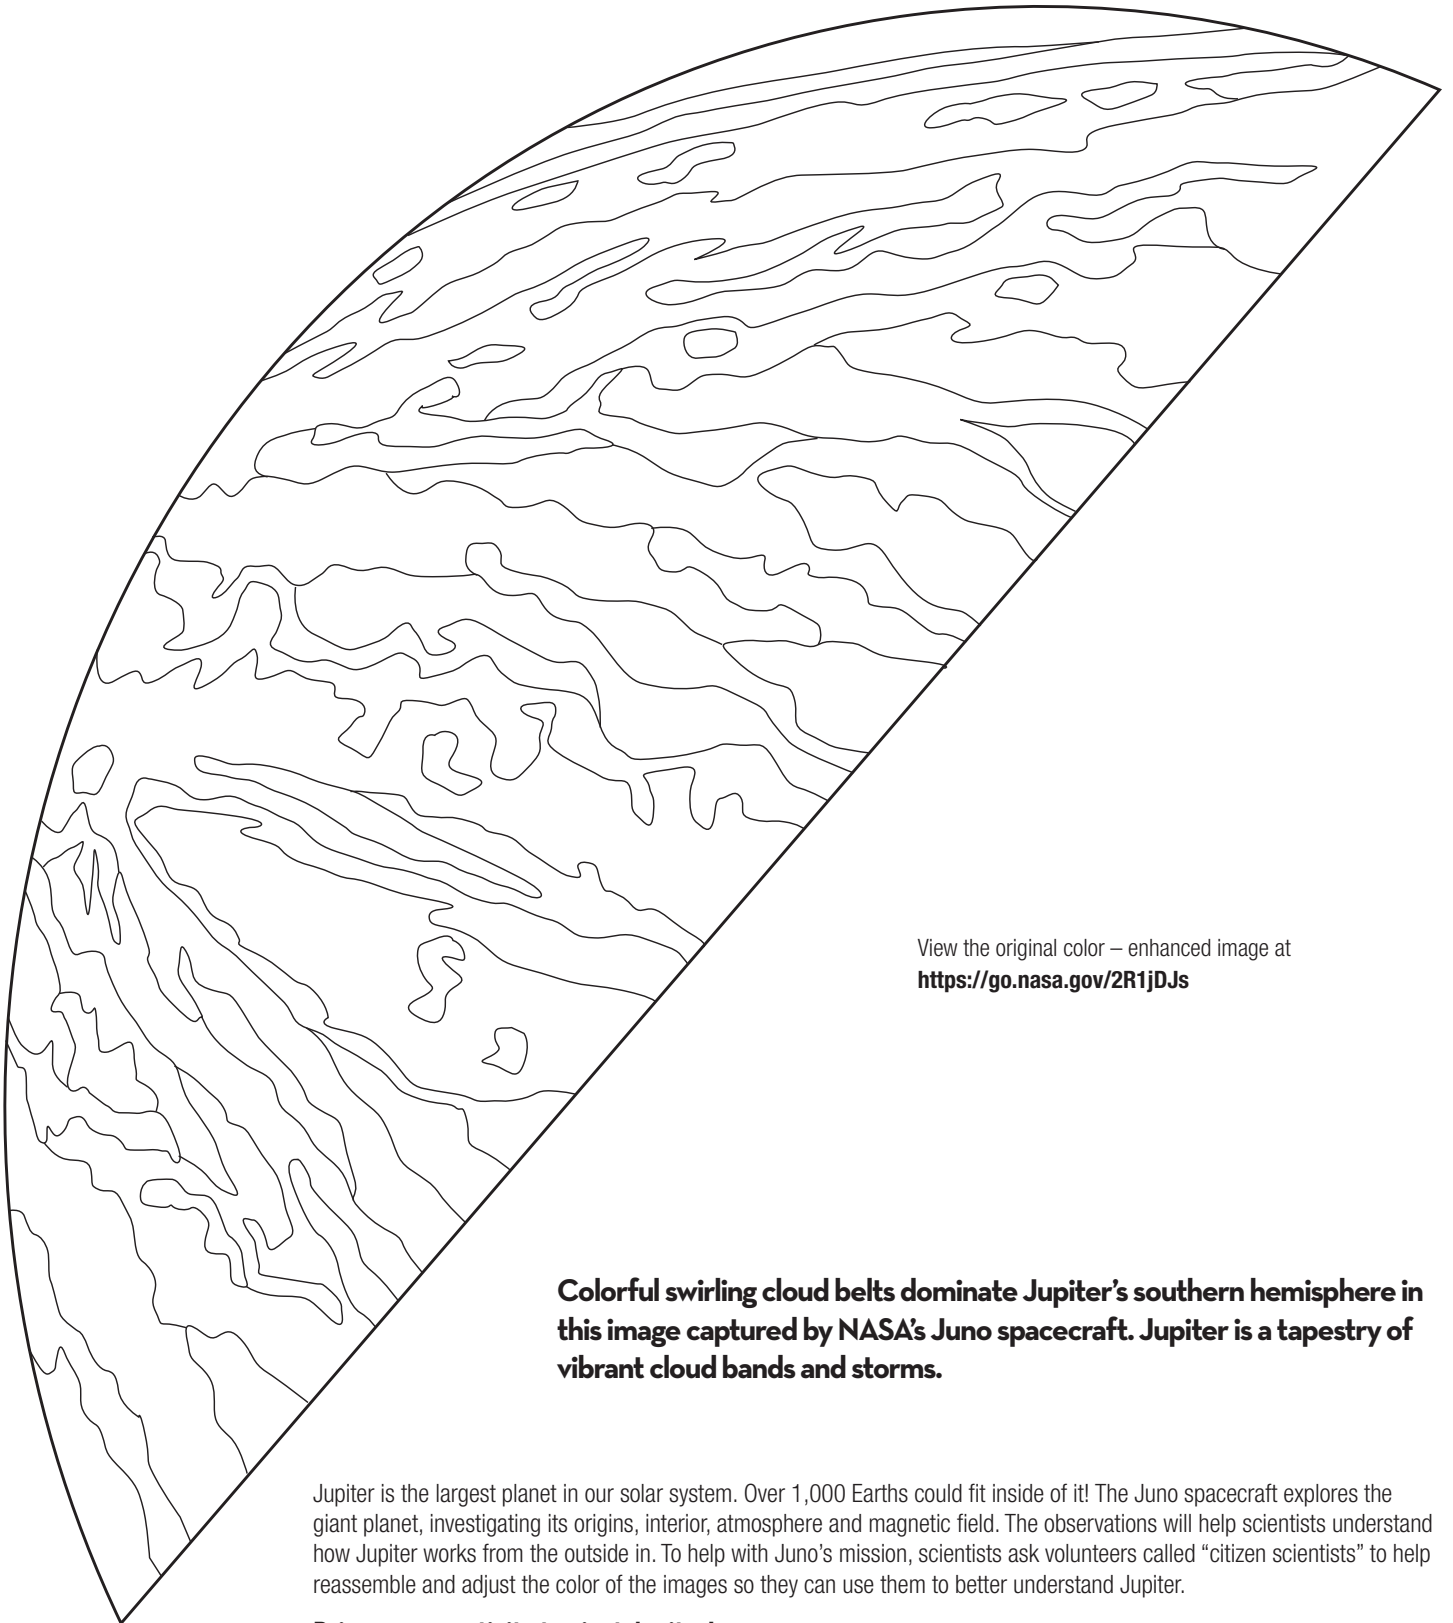 View the original color – enhanced image at
https://go.nasa.gov/2R1jDJs
Colorful swirling cloud belts dominate Jupiter’s southern hemisphere in
this image captured by NASA’s Juno spacecraft. Jupiter is a tapestry of
vibrant cloud bands and storms.
Jupiter is the largest planet in our solar system. Over 1,000 Earths could fit inside of it! The Juno spacecraft explores the
giant planet, investigating its origins, interior, atmosphere and magnetic field. The observations will help scientists understand
how Jupiter works from the outside in. To help with Juno’s mission, scientists ask volunteers called “citizen scientists” to help
reassemble and adjust the color of the images so they can use them to better understand Jupiter.